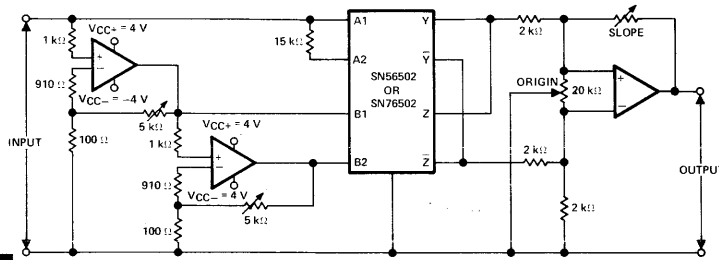 VCC+ = 4 V
1 kΩ
+
−
910 Ω
VCC− = −4 V
100 Ω
5 kΩ
INPUT
1 kΩ
VCC+ = 4 V
+
−
910 Ω
VCC− = 4 V
5 kΩ
100 Ω
15 kΩ
A1
A2
B1
B2
SN56502
OR
SN76502
Y
Y̅
Z
Z̅
2 kΩ
SLOPE
ORIGIN
20 kΩ
+
−
2 kΩ
2 kΩ
OUTPUT